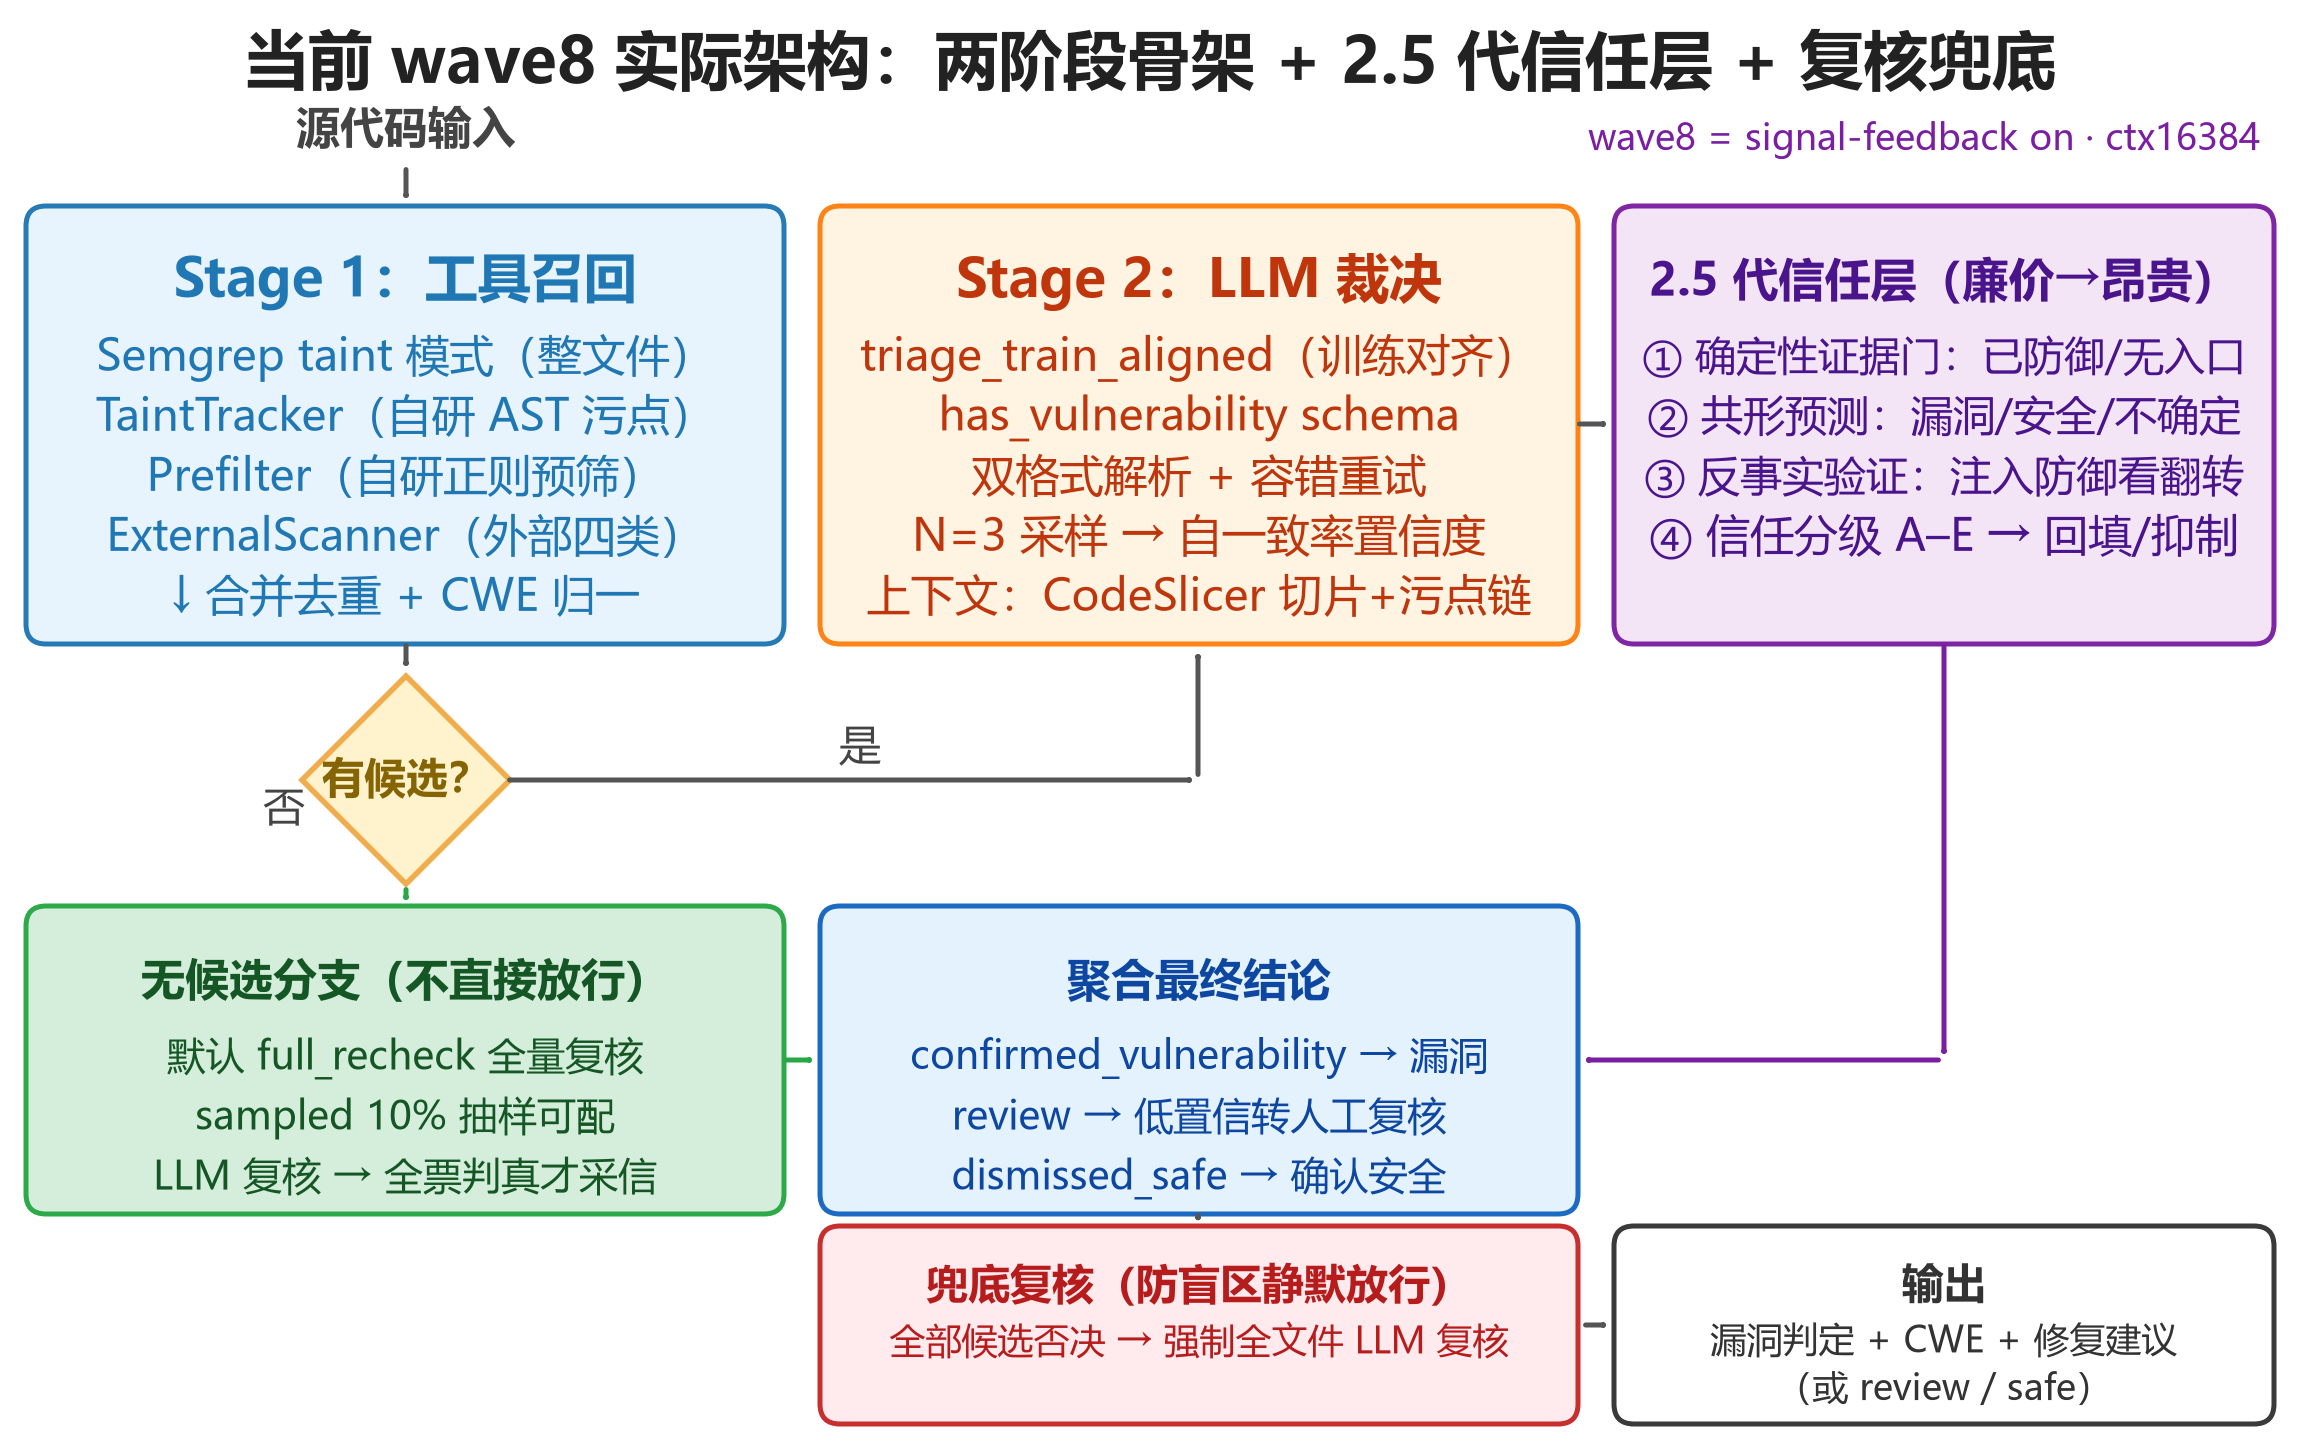 当前 wave8 实际架构：两阶段骨架 + 2.5 代信任层 + 复核兜底
源代码输入
wave8 = signal-feedback on · ctx16384
Stage 1：工具召回
Semgrep taint 模式（整文件）
TaintTracker（自研 AST 污点）
Prefilter（自研正则预筛）
ExternalScanner（外部四类）
↓ 合并去重 + CWE 归一
Stage 2：LLM 裁决
triage_train_aligned（训练对齐）
has_vulnerability schema
双格式解析 + 容错重试
N=3 采样 → 自一致率置信度
上下文：CodeSlicer 切片+污点链
2.5 代信任层（廉价→昂贵）
① 确定性证据门：已防御/无入口
② 共形预测：漏洞/安全/不确定
③ 反事实验证：注入防御看翻转
④ 信任分级 A–E → 回填/抑制
有候选？
是
否
无候选分支（不直接放行）
默认 full_recheck 全量复核
sampled 10% 抽样可配
LLM 复核 → 全票判真才采信
聚合最终结论
confirmed_vulnerability → 漏洞
review → 低置信转人工复核
dismissed_safe → 确认安全
兜底复核（防盲区静默放行）
全部候选否决 → 强制全文件 LLM 复核
输出
漏洞判定 + CWE + 修复建议
（或 review / safe）